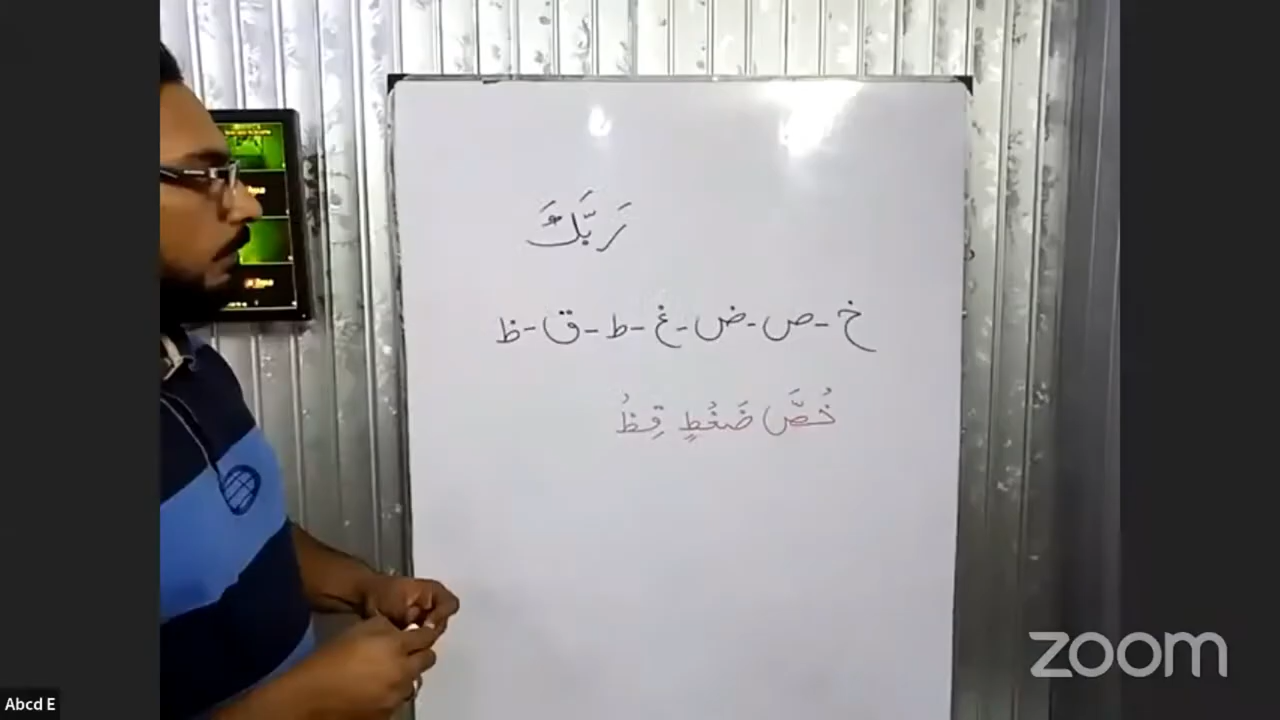 رَبَّكَ
خ - ص - ض - غ - ط - ق - ظ
خُصَّ ضَغْطٍ قِظْ
zoom
Abcd E